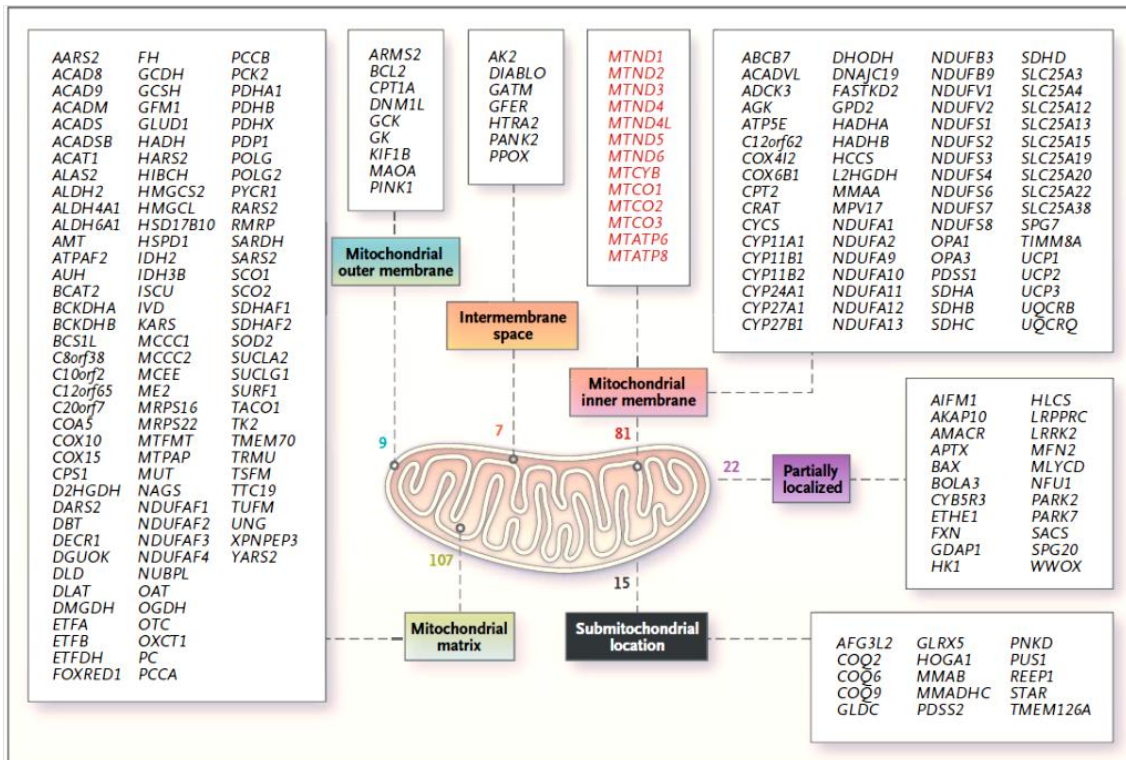 AARS2 FH PCCB
ACAD8 GCDH PCK2
ACAD9 GCSH PDHA1
ACADM GFM1 PDHB
ACADS GLUD1 PDHX
ACADSB HADH PDP1
ACAT1 HARS2 POLG
ALAS2 HIBCH POLG2
ALDH2 HMGCS2 PYCR1
ALDH4A1 HMGCL RARS2
ALDH6A1 HSD17B10 RMRP
AMT HSPD1 SARDH
ATPAF2 IDH2 SARS2
AUH IDH3B SCO1
BCAT2 ISCU SCO2
BCKDHA IVD SDHAF1
BCKDHB KARS SDHAF2
BCS1L MCCC1 SOD2
C8orf38 MCCC2 SUCLA2
C10orf2 MCEE SUCLG1
C12orf65 ME2 SURF1
C20orf7 MRPS16 TACO1
COA5 MRPS22 TK2
COX10 MTFMT TMEM70
COX15 MTPAP TRMU
CPS1 MUT TSFM
D2HGDH NAGS TTC19
DARS2 NDUFAF1 TUFM
DBT NDUFAF2 UNG
DECR1 NDUFAF3 XPNPEP3
DGUOK NDUFAF4 YARS2
DLD NUBPL
DLAT OAT
DMGDH OGDH
ETFA OTC
ETFB OXCT1
ETFDH PC
FOXRED1 PCCA
ARMS2
BCL2
CPT1A
DNM1L
GCK
GK
KIF1B
MAOA
PINK1
AK2
DIABLO
GATM
GFER
HTRA2
PANK2
PPOX
MTND1
MTND2
MTND3
MTND4
MTND4L
MTND5
MTND6
MTCYB
MTCO1
MTCO2
MTCO3
MTATP6
MTATP8
ABCB7 DHODH NDUFB3 SDHD
ACADVL DNAJC19 NDUFB9 SLC25A3
ADCK3 FASTKD2 NDUFV1 SLC25A4
AGK GPD2 NDUFV2 SLC25A12
ATP5E HADHA NDUFS1 SLC25A13
C12orf62 HADHB NDUFS2 SLC25A15
COX4I2 HCCS NDUFS3 SLC25A19
COX6B1 L2HGDH NDUFS4 SLC25A20
CPT2 MMAA NDUFS6 SLC25A22
CRAT MPV17 NDUFS7 SLC25A38
CYCS NDUFA1 NDUFS8 SPG7
CYP11A1 NDUFA2 OPA1 TIMM8A
CYP11B1 NDUFA9 OPA3 UCP1
CYP11B2 NDUFA10 PDSS1 UCP2
CYP24A1 NDUFA11 SDHA UCP3
CYP27A1 NDUFA12 SDHB UQCRB
CYP27B1 NDUFA13 SDHC UQCRQ
Mitochondrial
outer membrane
Intermembrane
space
Mitochondrial
inner membrane
9
7
81
22
Partially
localized
AIFM1 HLCS
AKAP10 LRPPRC
AMACR LRRK2
APTX MFN2
BAX MLYCD
BOLA3 NFU1
CYB5R3 PARK2
ETHE1 PARK7
FXN SACS
GDAP1 SPG20
HK1 WWOX
107
15
Mitochondrial
matrix
Submitochondrial
location
AFG3L2 GLRX5 PNKD
COQ2 HOGA1 PUS1
COQ6 MMAB REEP1
COQ9 MMADHC STAR
GLDC PDSS2 TMEM126A